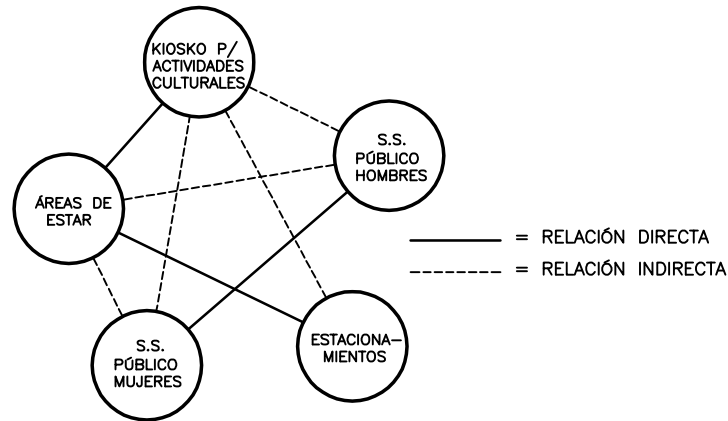 KIOSKO P/
ACTIVIDADES
CULTURALES
S.S.
PÚBLICO
HOMBRES
ÁREAS DE
ESTAR
= RELACIÓN DIRECTA
= RELACIÓN INDIRECTA
S.S.
PÚBLICO
MUJERES
ESTACIONA-
MIENTOS